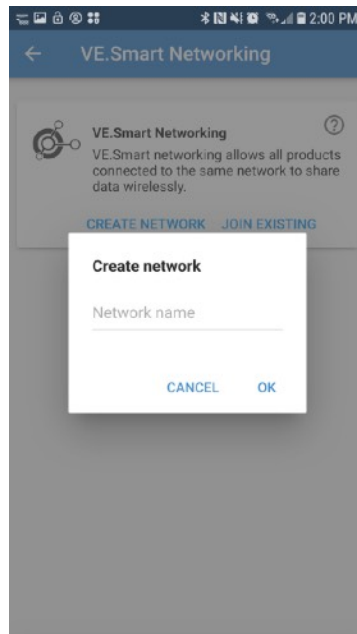 2:00 PM
VE.Smart Networking
VE.Smart Networking
VE.Smart networking allows all products
connected to the same network to share
data wirelessly.
CREATE NETWORK JOIN EXISTING
Create network
Network name
CANCEL OK